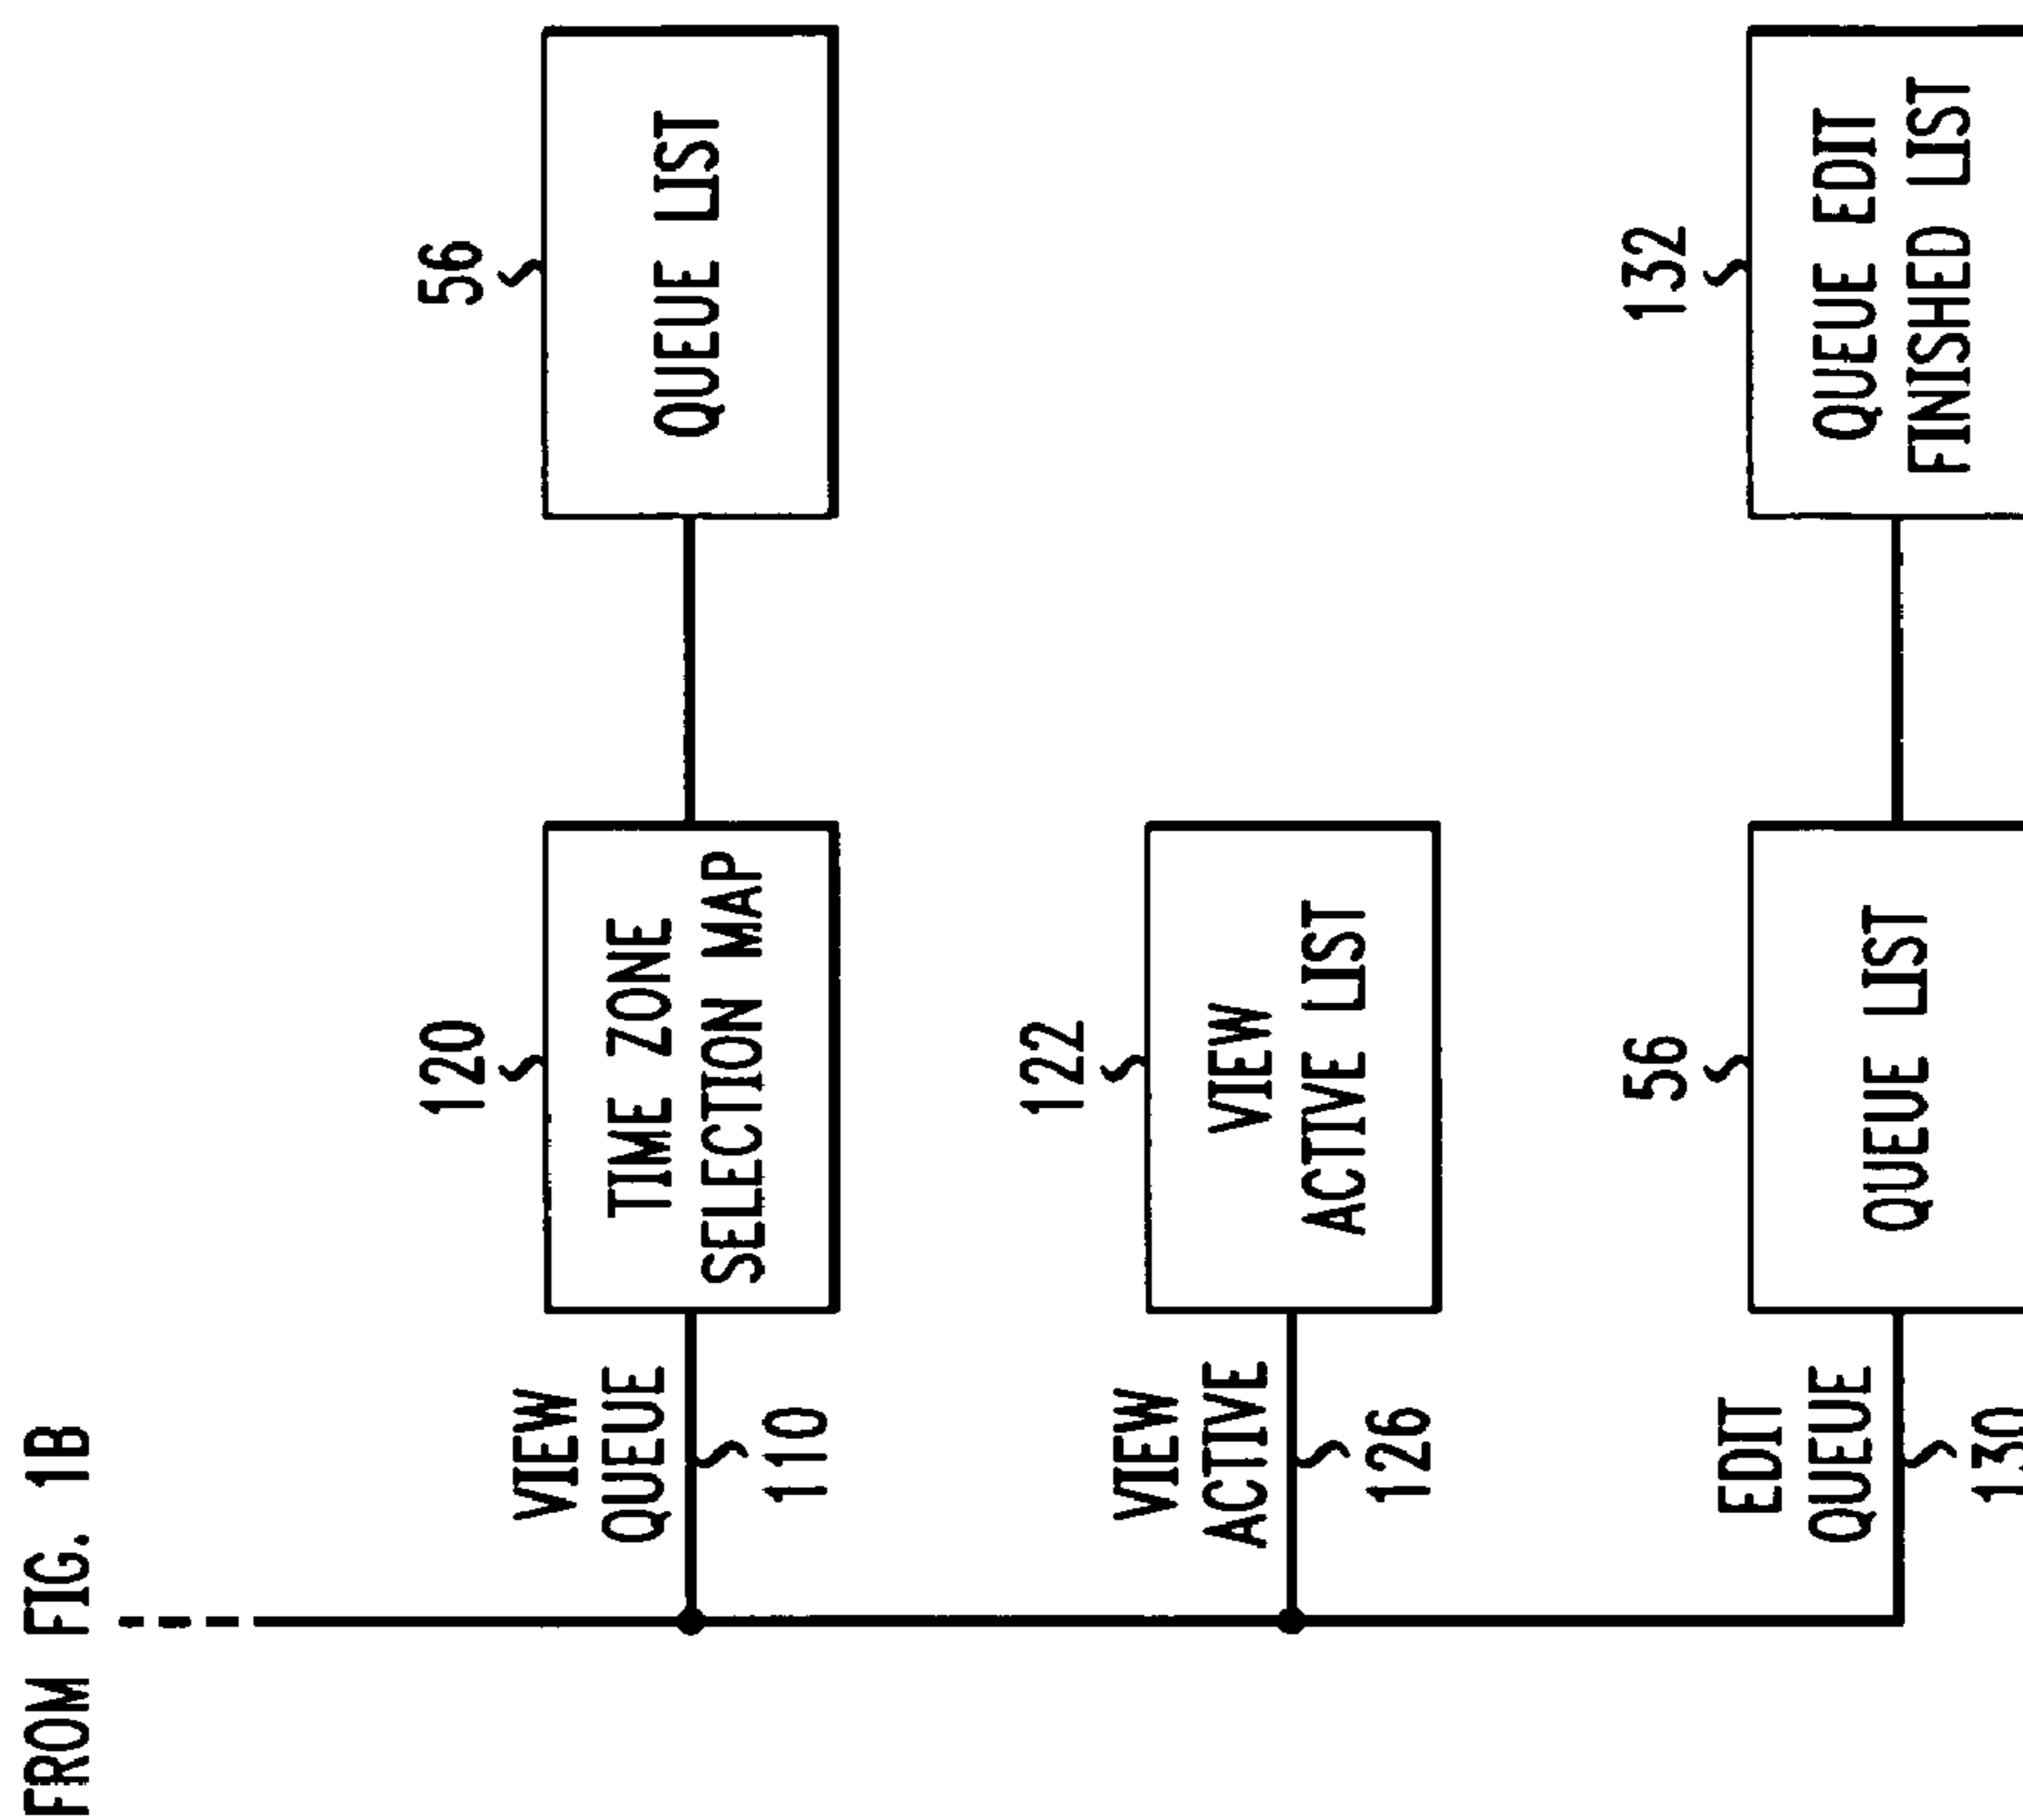 FROM FIG. 1B
VIEW
QUEUE
110
120
TIME ZONE
SELECTION MAP
56
QUEUE LIST
VIEW
ACTIVE
126
122
VIEW
ACTIVE LIST
EDIT
QUEUE
130
56
QUEUE LIST
132
QUEUE EDIT
FINISHED LIST